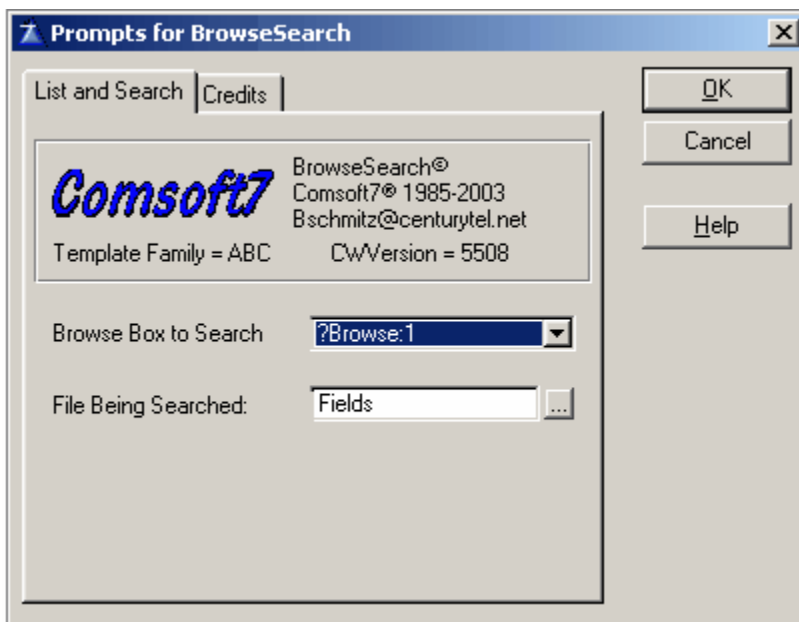 Prompts for BrowseSearch
List and Search
Credits
OK
Cancel
Help
Comsoft7
BrowseSearch©
Comsoft7® 1985-2003
Bschmitz@centurytel.net
Template Family = ABC
CWVersion = 5508
Browse Box to Search
?Browse:1
File Being Searched:
Fields
...